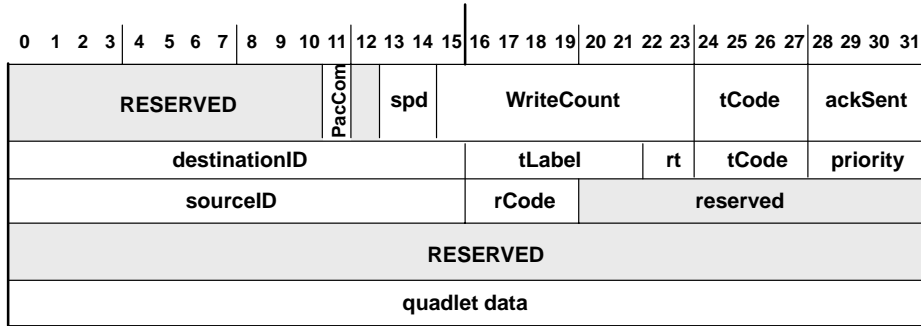 0 1 2 3 4 5 6 7 8 9 10 11 12 13 14 15 16 17 18 19 20 21 22 23 24 25 26 27 28 29 30 31
RESERVED PacCom spd WriteCount tCode ackSent
destinationID tLabel rt tCode priority
sourceID rCode reserved
RESERVED
quadlet data